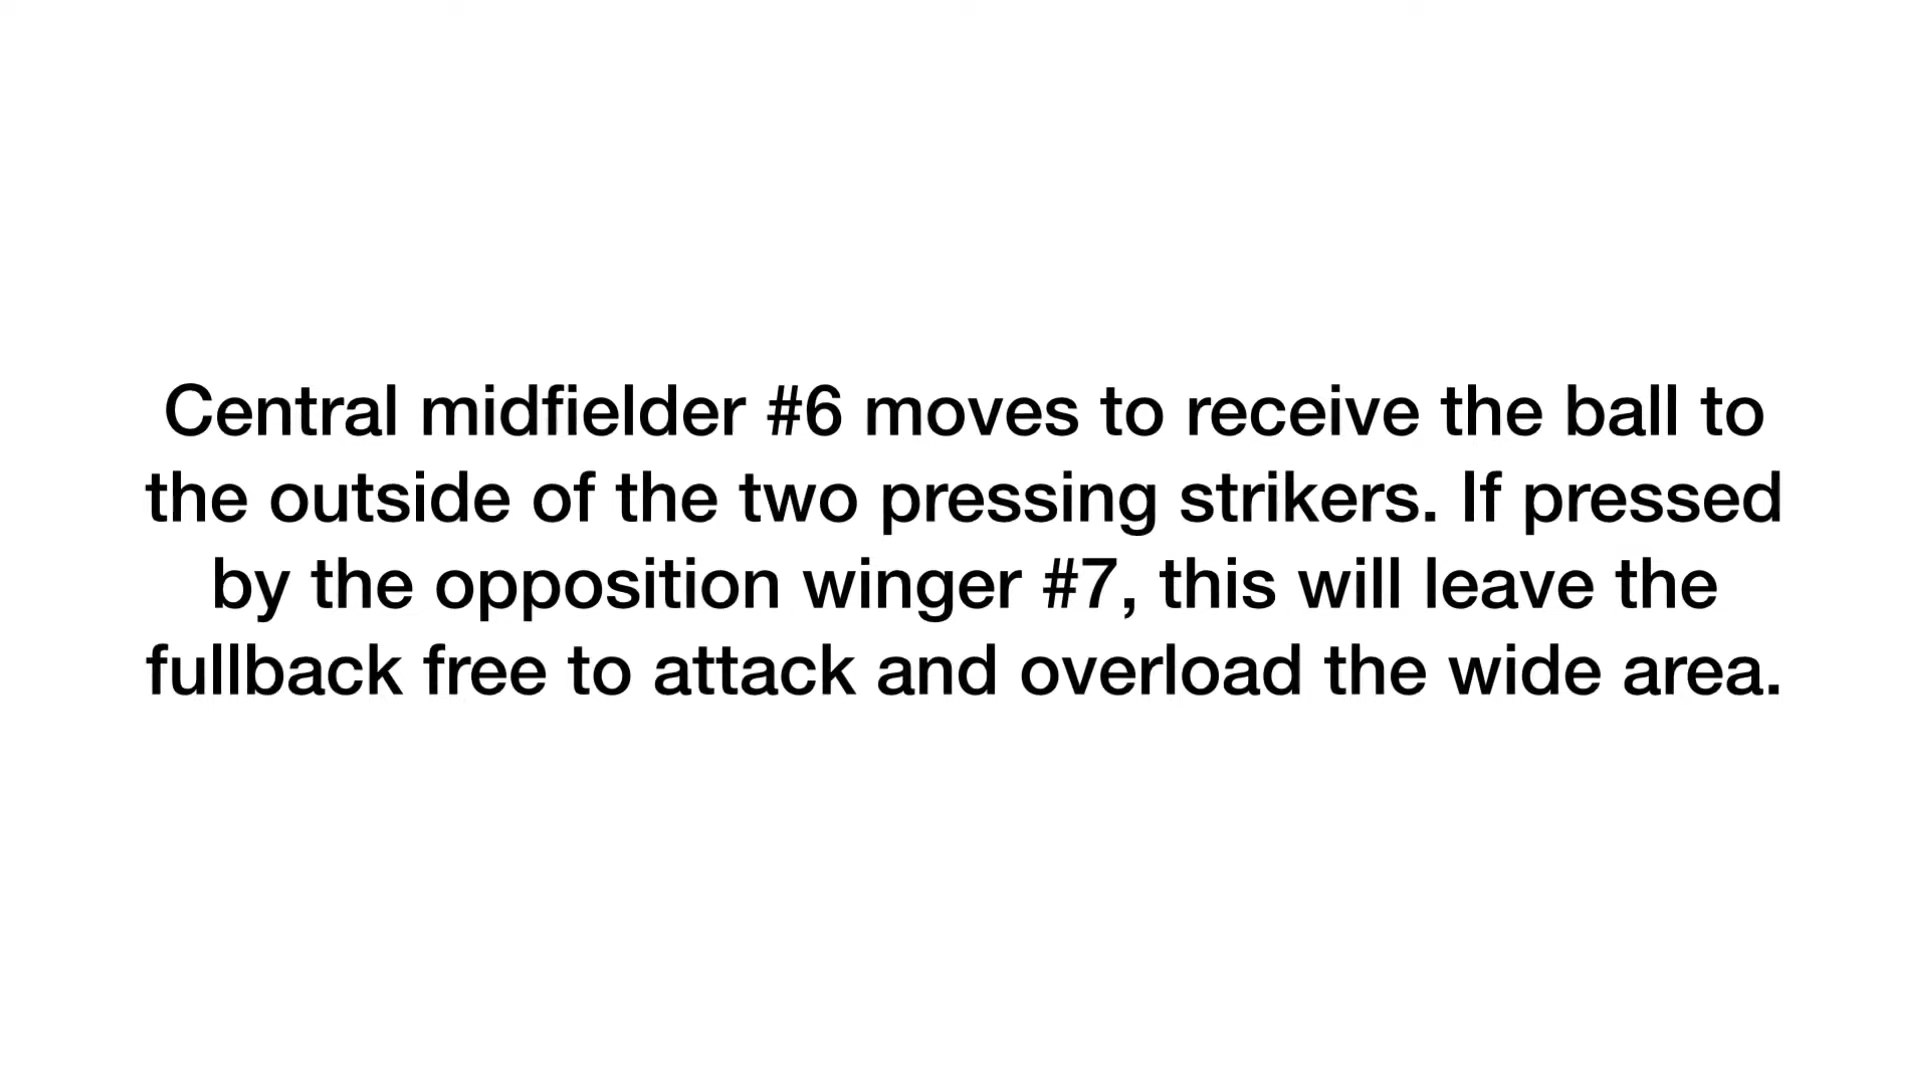 Central midfielder #6 moves to receive the ball to
the outside of the two pressing strikers. If pressed
by the opposition winger #7, this will leave the
fullback free to attack and overload the wide area.